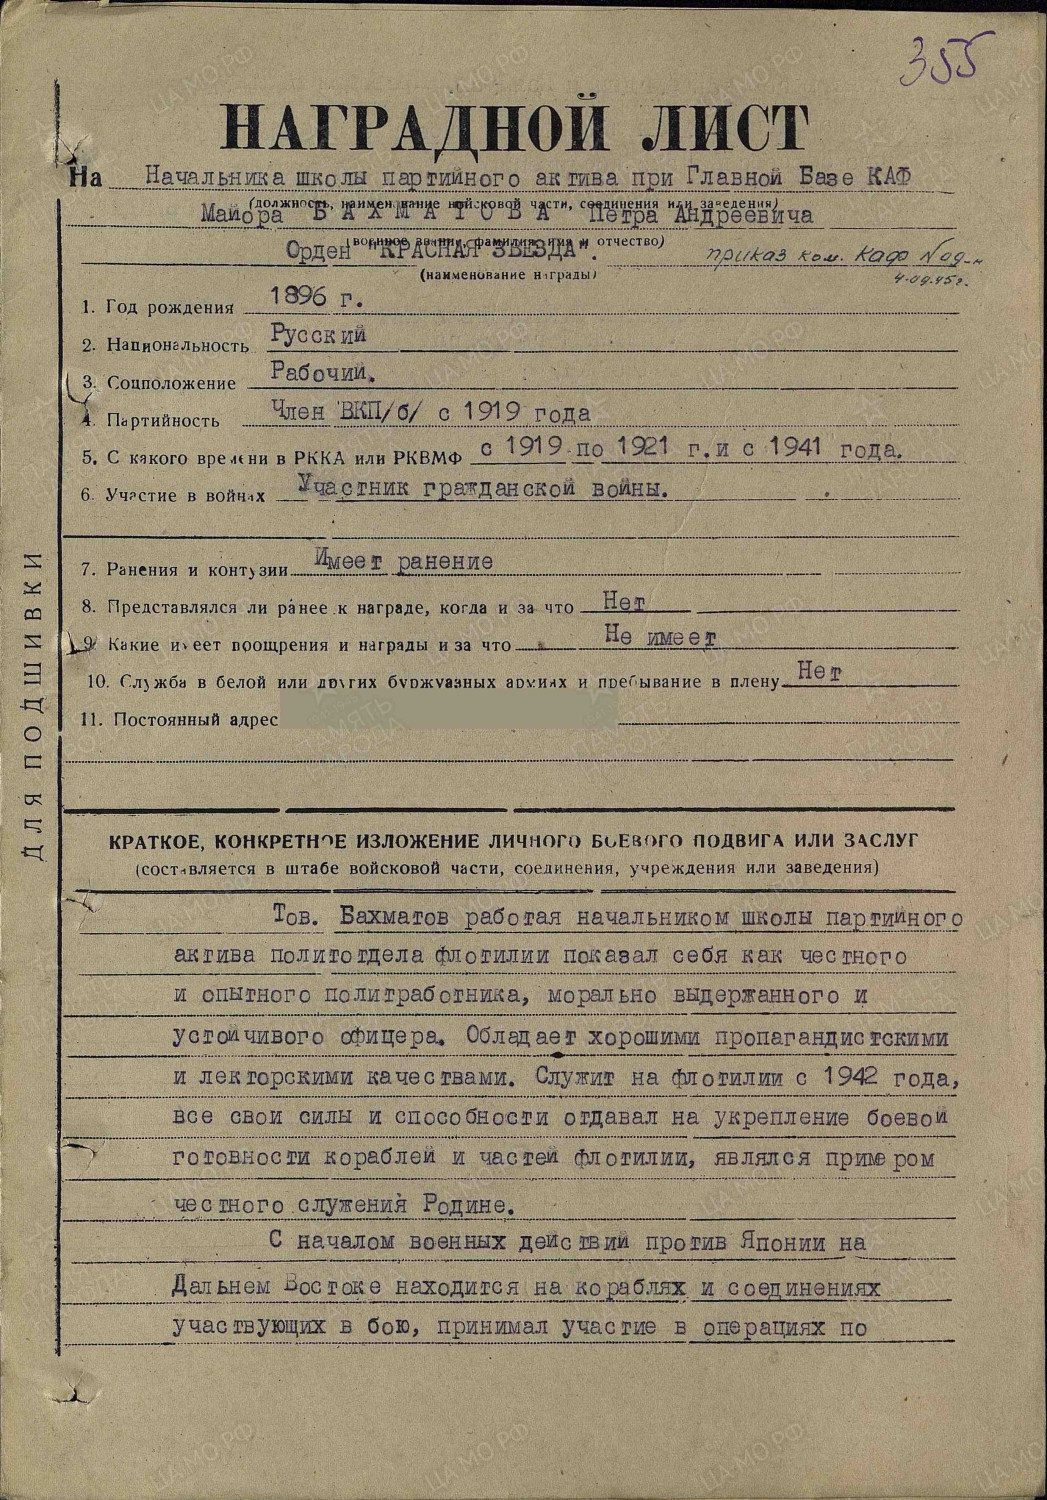 355
НАГРАДНОЙ ЛИСТ
На Начальника школы партийного актива при Главной Базе КАФ
(должность, наименование войсковой части, соединения или заведения)
Майора БАХМАТОВА Петра Андреевича
(военное звание, фамилия, имя и отчество)
Орден "КРАСНАЯ ЗВЕЗДА".
приказ ком. КАФ №
(наименование награды)
1. Год рождения 1896 г.
2. Национальность Русский
3. Соцположение Рабочий.
4. Партийность Член ВКП/б/ с 1919 года
5. С какого времени в РККА или РКВМФ с 1919 по 1921 г. и с 1941 года.
6. Участие в войнах Участник гражданской войны.
7. Ранения и контузии Имеет ранение
8. Представлялся ли ранее к награде, когда и за что Нет
9. Какие имеет поощрения и награды и за что Не имеет
10. Служба в белой или других буржуазных армиях и пребывание в плену Нет
11. Постоянный адрес
ДЛЯ ПОДШИВКИ
КРАТКОЕ, КОНКРЕТНОЕ ИЗЛОЖЕНИЕ ЛИЧНОГО БОЕВОГО ПОДВИГА ИЛИ ЗАСЛУГ
(составляется в штабе войсковой части, соединения, учреждения или заведения)
Тов. Бахматов работая начальником школы партийного
актива политотдела флотилии показал себя как честного
и опытного политработника, морально выдержанного и
устойчивого офицера. Обладает хорошими пропагандистскими
и лекторскими качествами. Служит на флотилии с 1942 года,
все свои силы и способности отдавал на укрепление боевой
готовности кораблей и частей флотилии, являлся примером
честного служения Родине.
С началом военных действий против Японии на
Дальнем Востоке находится на кораблях и соединениях
участвующих в бою, принимал участие в операциях по